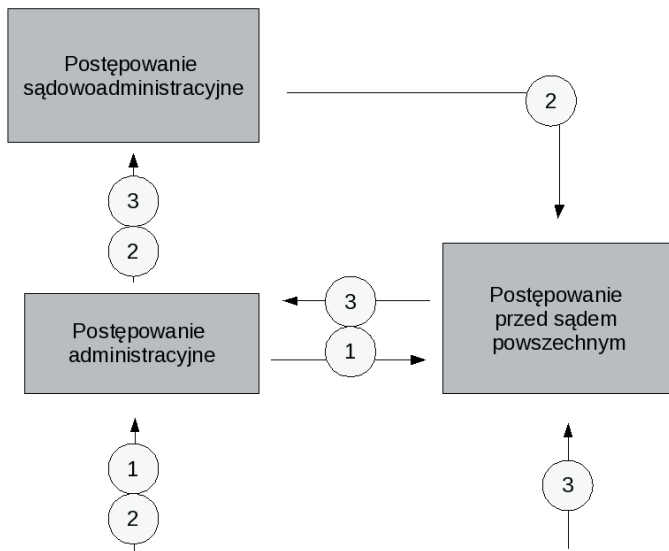 Postępowanie
sądowoadministracyjne
2
3
2
Postępowanie
administracyjne
3
1
Postępowanie
przed sądem
powszechnym
1
2
3